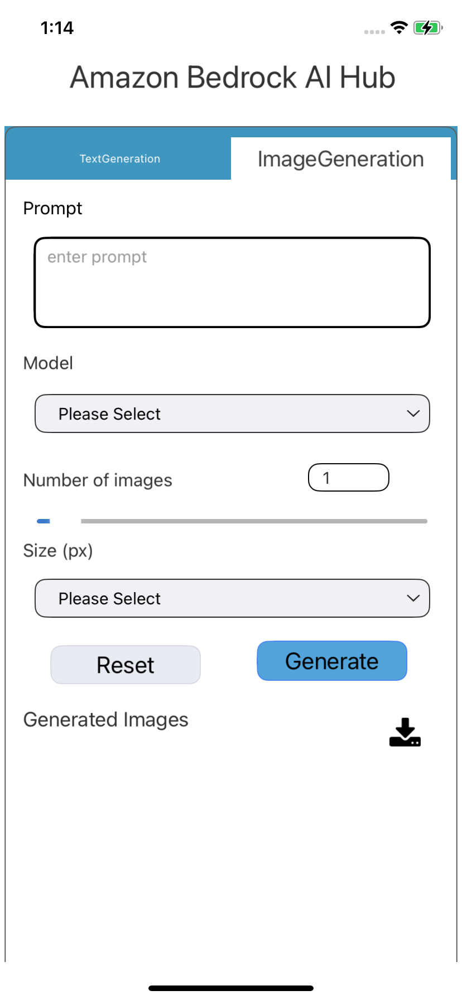 1:14
Amazon Bedrock AI Hub
TextGeneration
ImageGeneration
Prompt
enter prompt
Model
Please Select
Number of images
1
Size (px)
Please Select
Reset
Generate
Generated Images